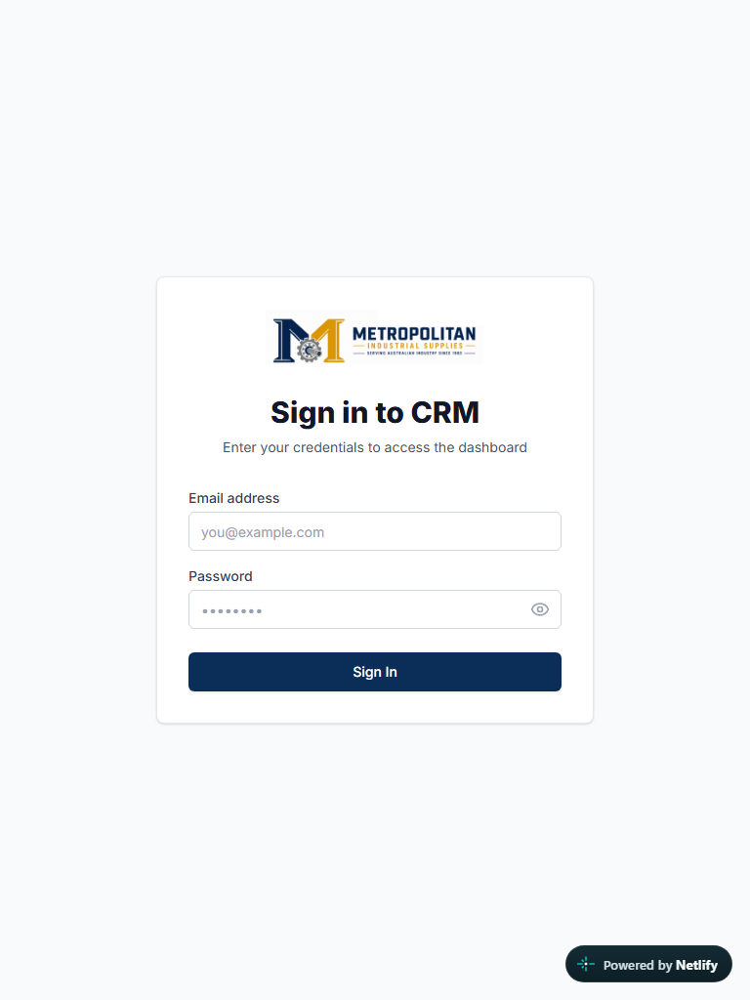 METROPOLITAN
INDUSTRIAL SUPPLIES
SERVING AUSTRALIAN INDUSTRY SINCE 1982
Sign in to CRM
Enter your credentials to access the dashboard
Email address
you@example.com
Password
Sign In
Powered by Netlify